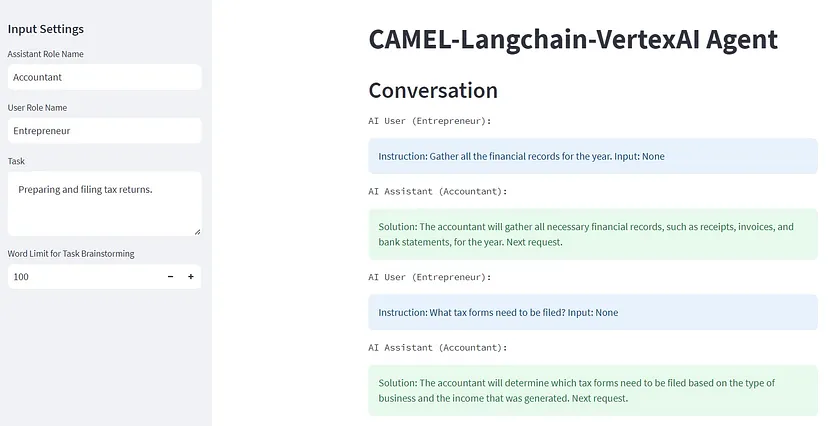 Input Settings
Assistant Role Name
Accountant
User Role Name
Entrepreneur
Task
Preparing and filing tax returns.
Word Limit for Task Brainstorming
100
− +
CAMEL-Langchain-VertexAI Agent
Conversation
AI User (Entrepreneur):
Instruction: Gather all the financial records for the year. Input: None
AI Assistant (Accountant):
Solution: The accountant will gather all necessary financial records, such as receipts, invoices, and
bank statements, for the year. Next request.
AI User (Entrepreneur):
Instruction: What tax forms need to be filed? Input: None
AI Assistant (Accountant):
Solution: The accountant will determine which tax forms need to be filed based on the type of
business and the income that was generated. Next request.